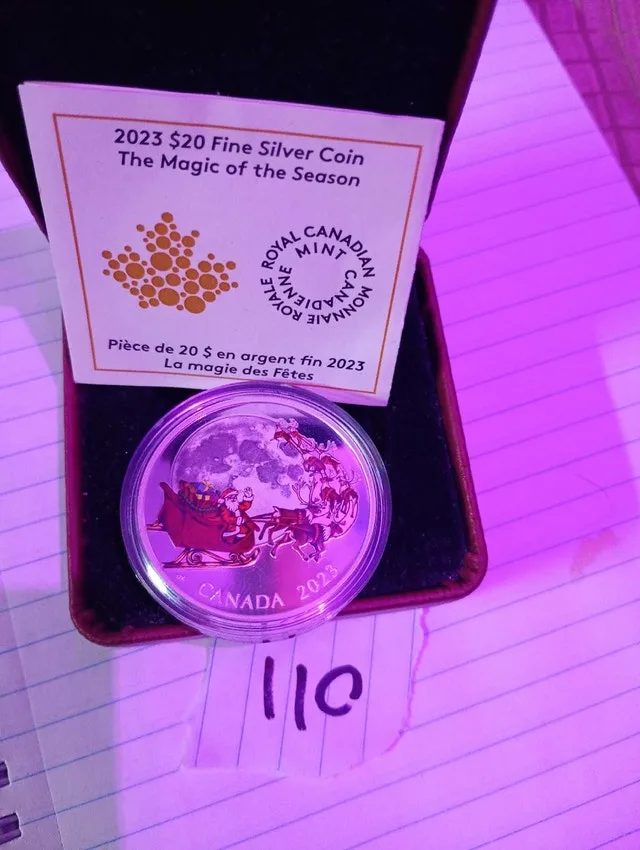 2023 $20 Fine Silver Coin
The Magic of the Season
ROYAL CANADIAN MINT
MONNAIE ROYALE CANADIENNE
Pièce de 20 $ en argent fin 2023
La magie des Fêtes
CANADA 2023
110